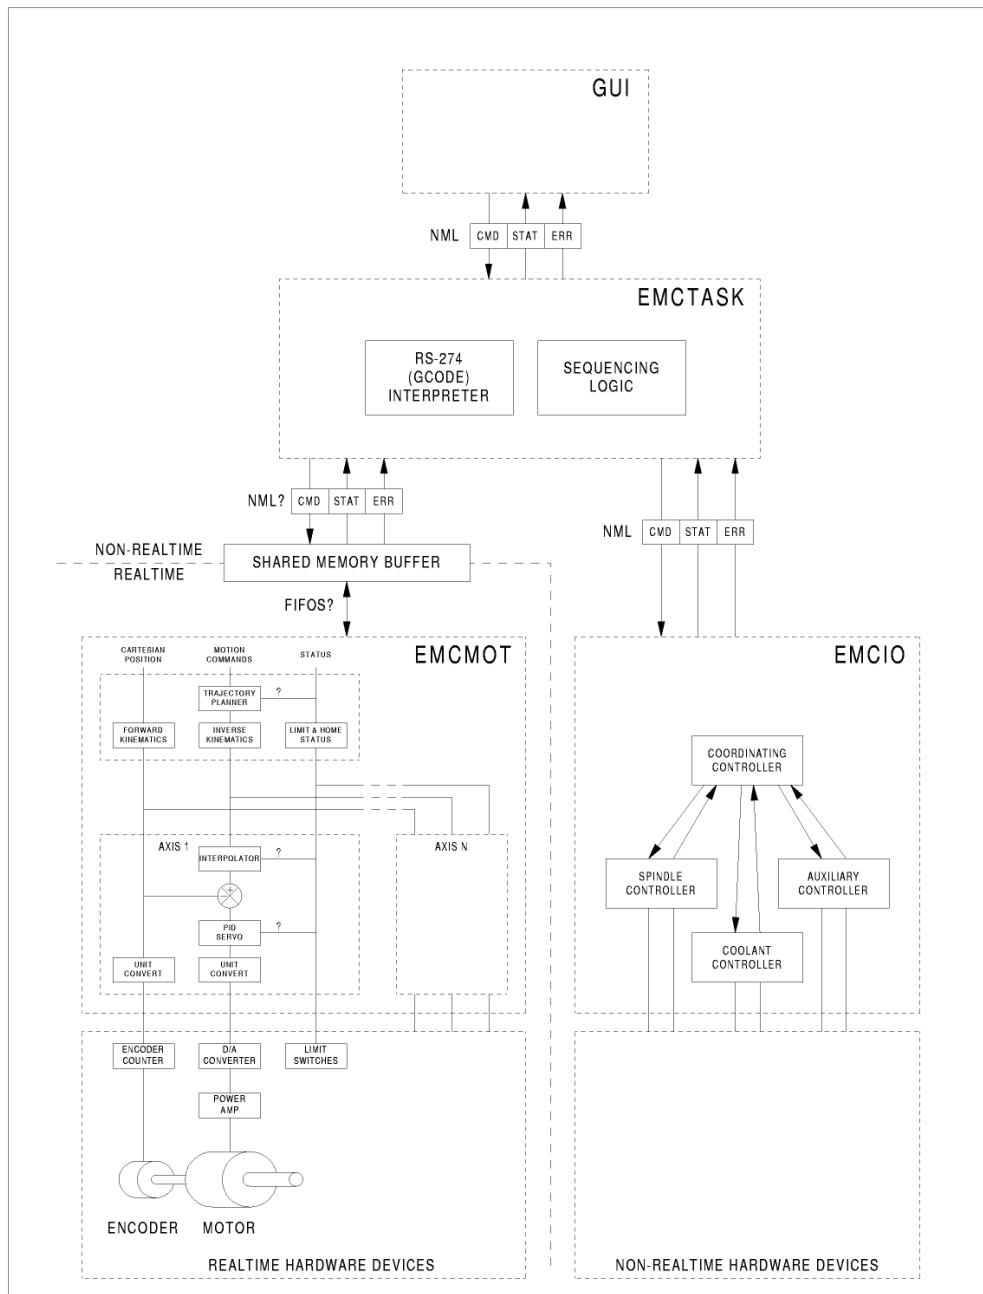 GUI
NML
CMD
STAT
ERR
EMCTASK
RS-274
(GCODE)
INTERPRETER
SEQUENCING
LOGIC
NML?
CMD
STAT
ERR
NML
CMD
STAT
ERR
NON-REALTIME
REALTIME
SHARED MEMORY BUFFER
FIFOS?
EMCMOT
CARTESIAN
POSITION
MOTION
COMMANDS
STATUS
TRAJECTORY
PLANNER
?
FORWARD
KINEMATICS
INVERSE
KINEMATICS
LIMIT & HOME
STATUS
AXIS 1
INTERPOLATOR
?
+
-
PID
SERVO
?
UNIT
CONVERT
UNIT
CONVERT
AXIS N
EMCIO
COORDINATING
CONTROLLER
SPINDLE
CONTROLLER
AUXILIARY
CONTROLLER
COOLANT
CONTROLLER
ENCODER
COUNTER
D/A
CONVERTER
LIMIT
SWITCHES
POWER
AMP
ENCODER
MOTOR
REALTIME HARDWARE DEVICES
NON-REALTIME HARDWARE DEVICES